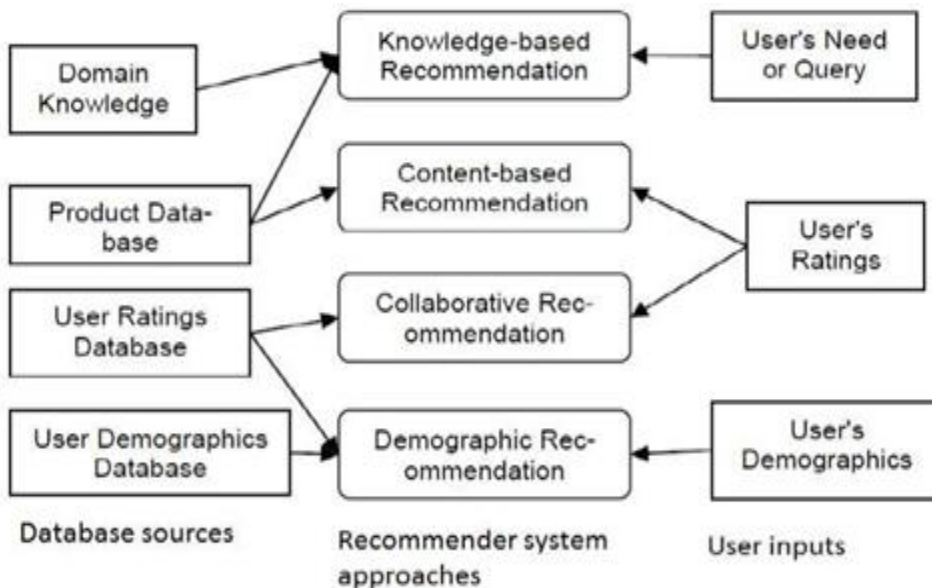 Knowledge-based
Recommendation
User's Need
or Query
Domain
Knowledge
Content-based
Recommendation
Product Data-
base
User's
Ratings
User Ratings
Database
Collaborative Rec-
ommendation
User Demographics
Database
Demographic Rec-
ommendation
User's
Demographics
Database sources
Recommender system
approaches
User inputs